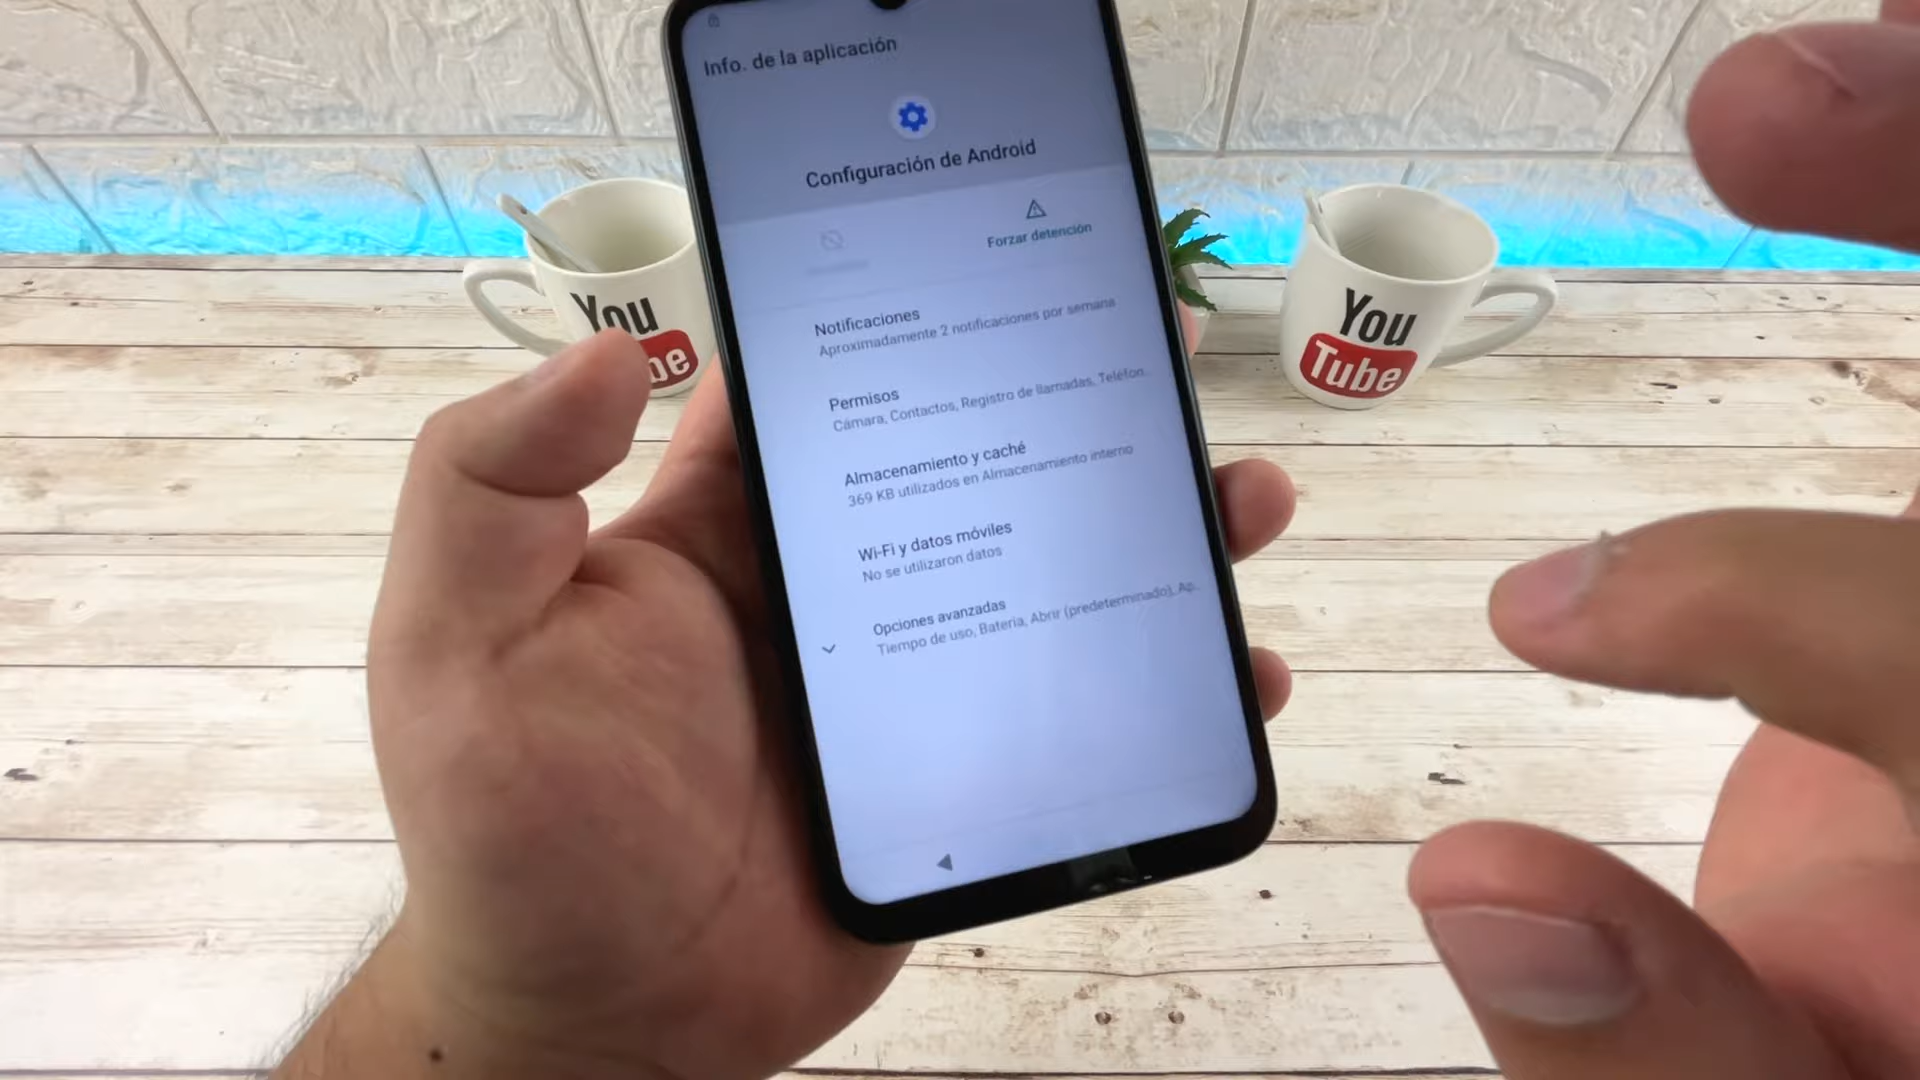 Info. de la aplicación
Configuración de Android
Forzar detención
Notificaciones
Aproximadamente 2 notificaciones por semana
Permisos
Cámara, Contactos, Registro de llamadas, Teléfon...
Almacenamiento y caché
369 KB utilizados en Almacenamiento interno
Wi-Fi y datos móviles
No se utilizaron datos
Opciones avanzadas
Tiempo de uso, Batería, Abrir (predeterminado), Ap...
You
be
You
Tube